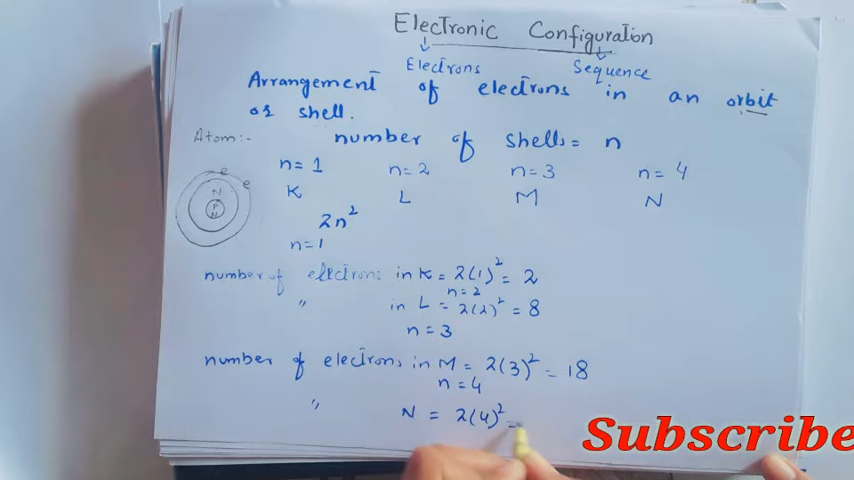 Electronic Configuration
Electrons Sequence
Arrangement of electrons in an orbit
or shell.
Atom:- number of shells = n
n=1 n=2 n=3 n=4
K L M N
e
e
N
P
N
2n²
n=1
number of electrons in K = 2(1)² = 2
n=2
" in L = 2(2)² = 8
n=3
number of electrons in M = 2(3)² = 18
n=4
" N = 2(4)² =
Subscribe